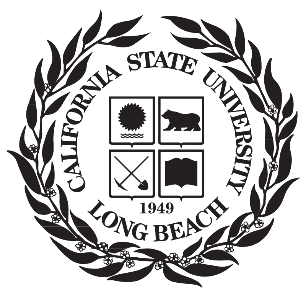 CALIFORNIA STATE UNIVERSITY
1949
LONG BEACH